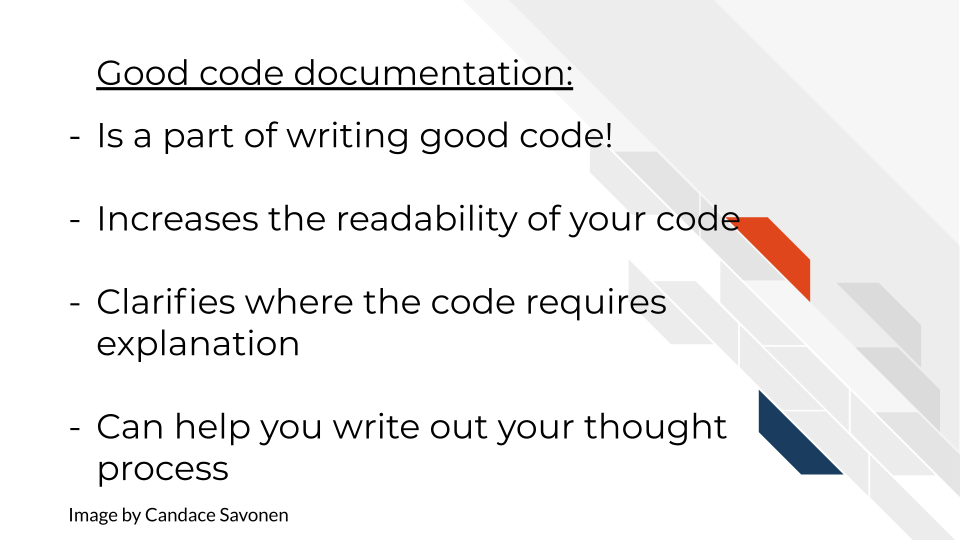 Good code documentation:
- Is a part of writing good code!
- Increases the readability of your code
- Clarifies where the code requires
explanation
- Can help you write out your thought
process
Image by Candace Savonen